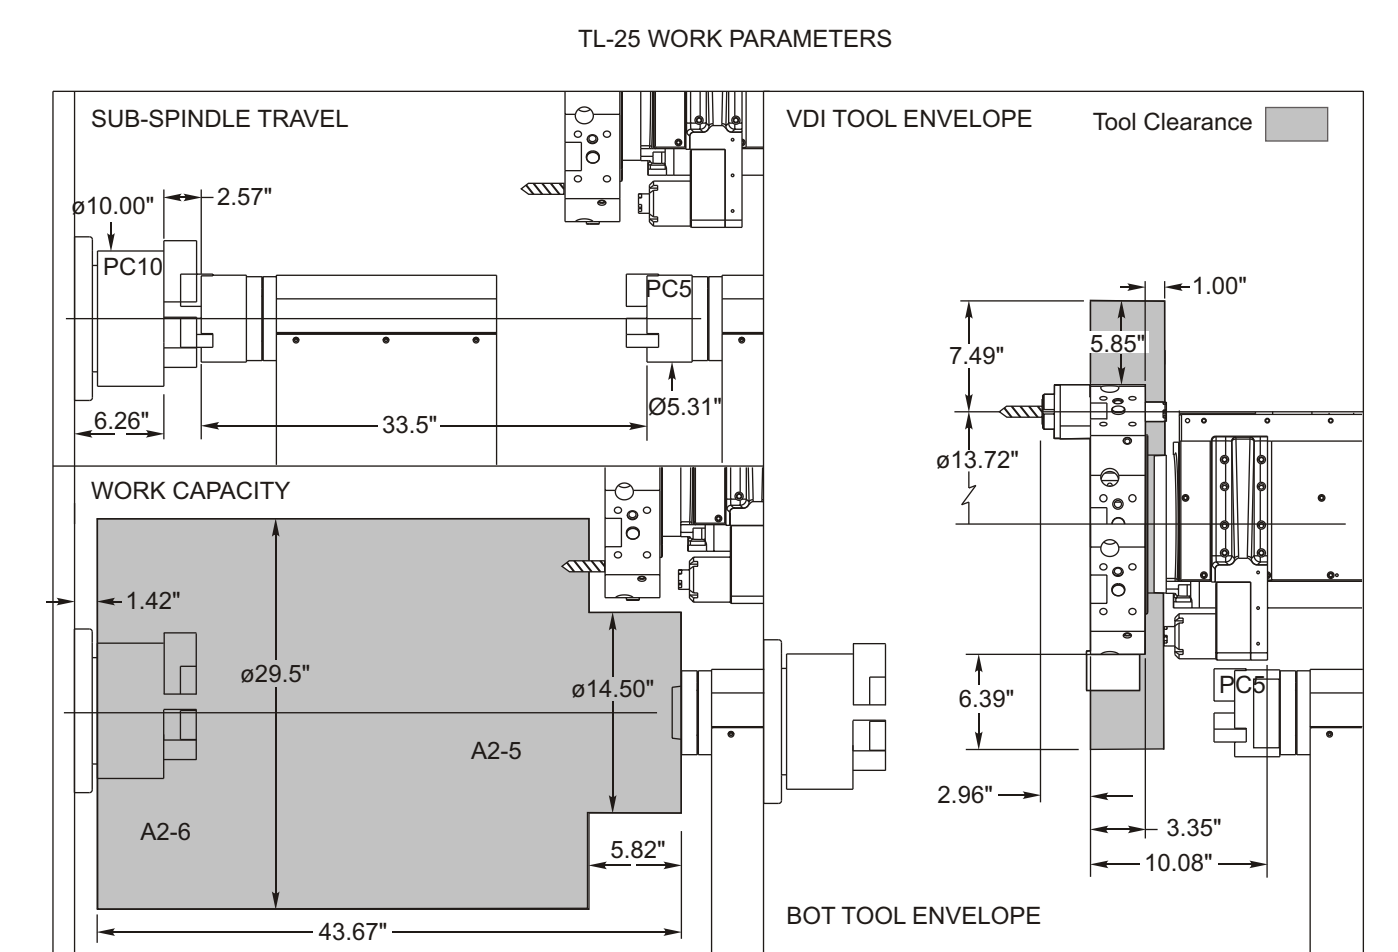 TL-25 WORK PARAMETERS
SUB-SPINDLE TRAVEL
ø10.00"
2.57"
PC10
PC5
6.26"
33.5"
Ø5.31"
VDI TOOL ENVELOPE
Tool Clearance
1.00"
7.49"
5.85"
ø13.72"
6.39"
PC5
2.96"
3.35"
10.08"
WORK CAPACITY
1.42"
ø29.5"
ø14.50"
A2-5
A2-6
5.82"
43.67"
BOT TOOL ENVELOPE